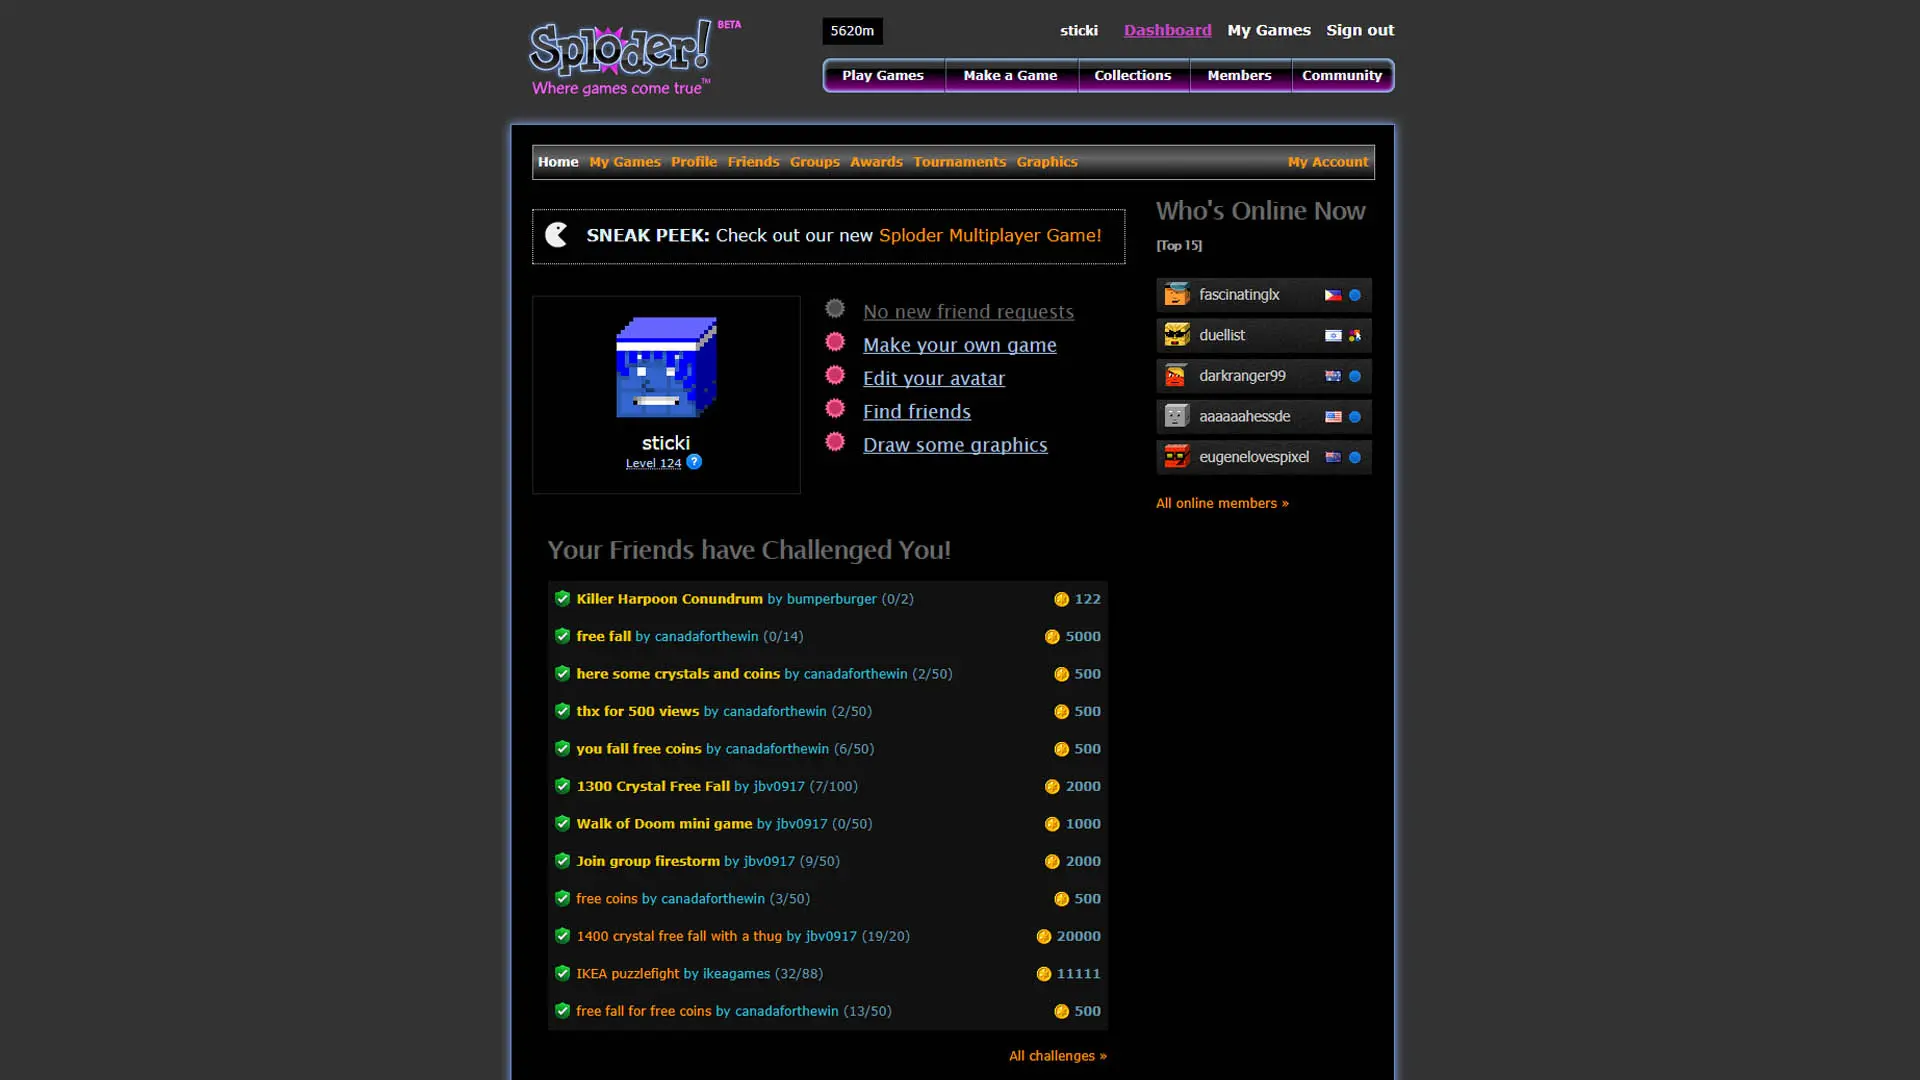 Sploder! BETA
Where games come true™
5620m
sticki Dashboard My Games Sign out
Play Games Make a Game Collections Members Community
Home My Games Profile Friends Groups Awards Tournaments Graphics My Account
SNEAK PEEK: Check out our new Sploder Multiplayer Game!
sticki
Level 124 ?
No new friend requests
Make your own game
Edit your avatar
Find friends
Draw some graphics
Who's Online Now
[Top 15]
fascinatinglx
duellist
darkranger99
aaaaaahessde
eugenelovespixel
All online members »
Your Friends have Challenged You!
Killer Harpoon Conundrum by bumperburger (0/2) 122
free fall by canadaforthewin (0/14) 5000
here some crystals and coins by canadaforthewin (2/50) 500
thx for 500 views by canadaforthewin (2/50) 500
you fall free coins by canadaforthewin (6/50) 500
1300 Crystal Free Fall by jbv0917 (7/100) 2000
Walk of Doom mini game by jbv0917 (0/50) 1000
Join group firestorm by jbv0917 (9/50) 2000
free coins by canadaforthewin (3/50) 500
1400 crystal free fall with a thug by jbv0917 (19/20) 20000
IKEA puzzlefight by ikeagames (32/88) 11111
free fall for free coins by canadaforthewin (13/50) 500
All challenges »